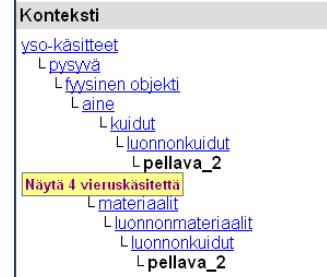 Konteksti
yso-käsitteet
pysyvä
fyysinen objekti
aine
kuidut
luonnonkuidut
pellava_2
Näytä 4 vieruskäsitettä
materiaalit
luonnonmateriaalit
luonnonkuidut
pellava_2